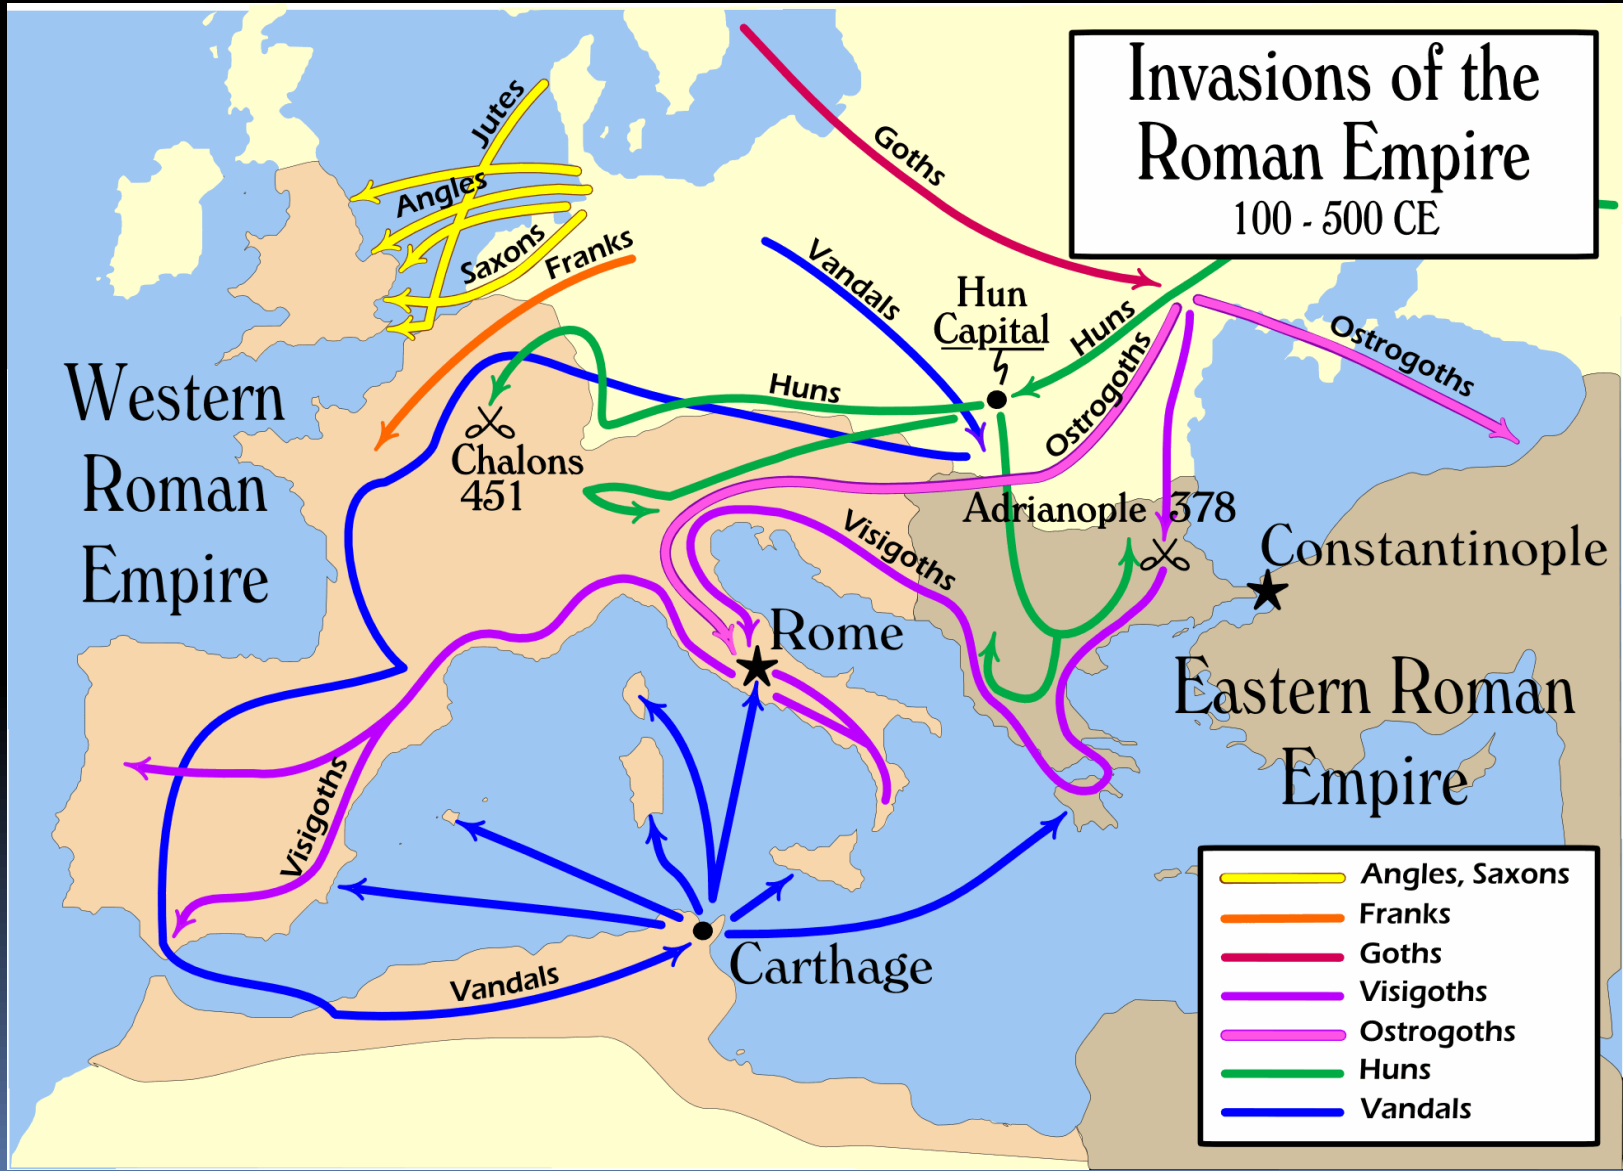 Invasions of the
Roman Empire
100 - 500 CE
Jutes
Angles
Saxons
Franks
Goths
Vandals
Hun
Capital
Huns
Ostrogoths
Ostrogoths
Huns
Western
Roman
Empire
Chalons
451
Adrianople 378
Visigoths
Constantinople
Rome
Eastern Roman
Empire
Visigoths
Vandals
Carthage
Angles, Saxons
Franks
Goths
Visigoths
Ostrogoths
Huns
Vandals